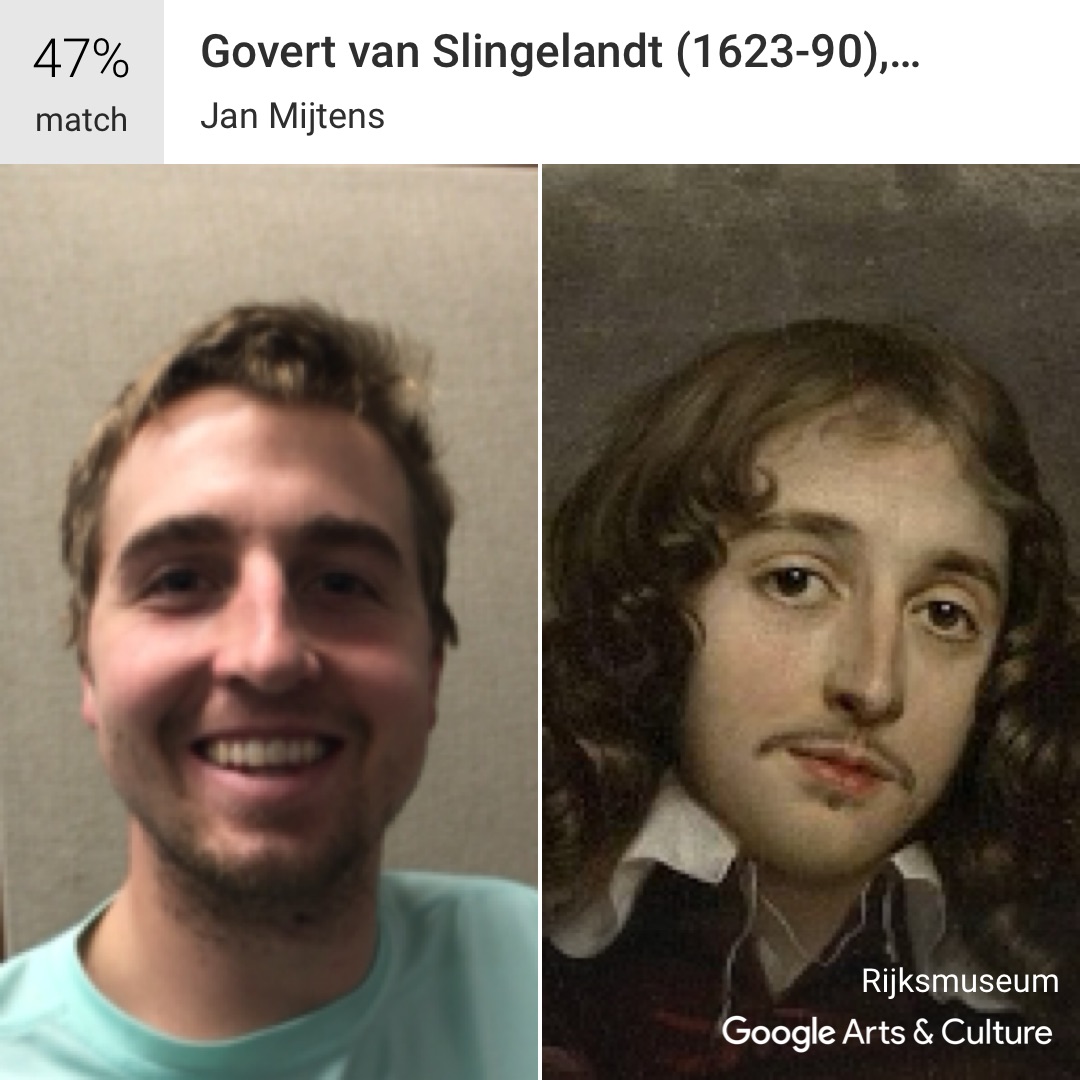 47%
match
Govert van Slingelandt (1623-90),...
Jan Mijtens
Rijksmuseum
Google Arts & Culture